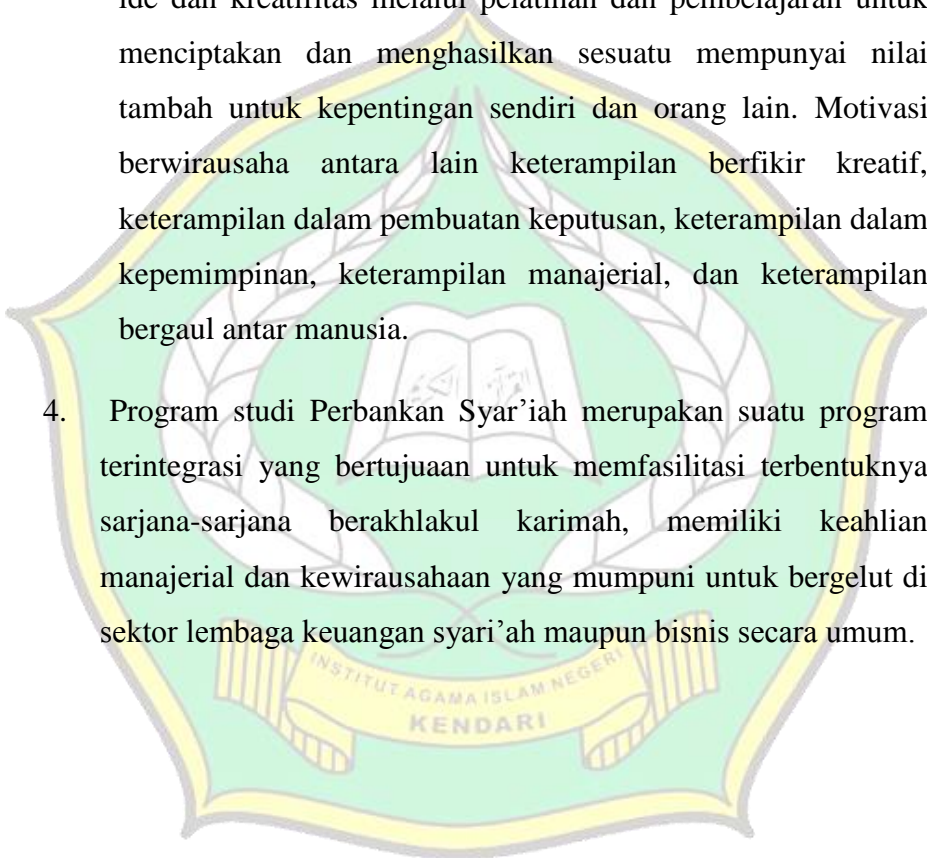 ide dan kreatifitas melalui pelatihan dan pembelajaran untuk
menciptakan dan menghasilkan sesuatu mempunyai nilai
tambah untuk kepentingan sendiri dan orang lain. Motivasi
berwirausaha antara lain keterampilan berfikir kreatif,
keterampilan dalam pembuatan keputusan, keterampilan dalam
kepemimpinan, keterampilan manajerial, dan keterampilan
bergaul antar manusia.
4. Program studi Perbankan Syar’iah merupakan suatu program
terintegrasi yang bertujuaan untuk memfasilitasi terbentuknya
sarjana-sarjana berakhlakul karimah, memiliki keahlian
manajerial dan kewirausahaan yang mumpuni untuk bergelut di
sektor lembaga keuangan syari’ah maupun bisnis secara umum.
INSTITUT AGAMA ISLAM NEGERI
KENDARI